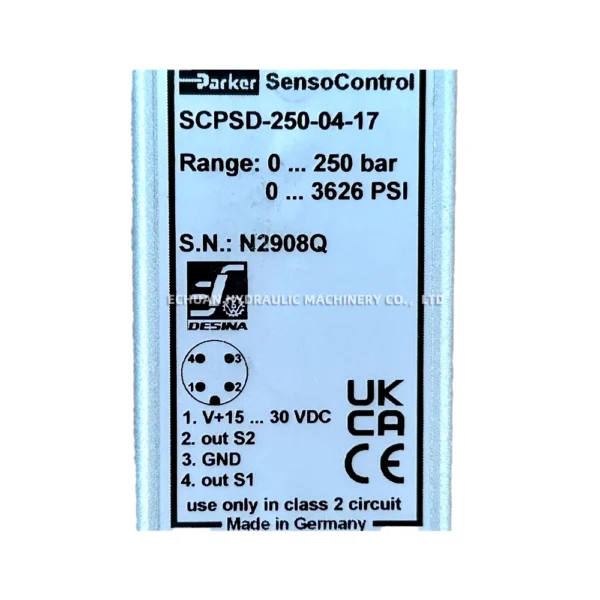 Parker SensoControl
SCPSD-250-04-17
Range: 0 ... 250 bar
0 ... 3626 PSI
S.N.: N2908Q
ECHUAN HYDRAULIC MACHINERY CO., LTD
DESINA
4 3
1 2
1. V+15 ... 30 VDC
2. out S2
3. GND
4. out S1
UK
CA
CE
use only in class 2 circuit
Made in Germany